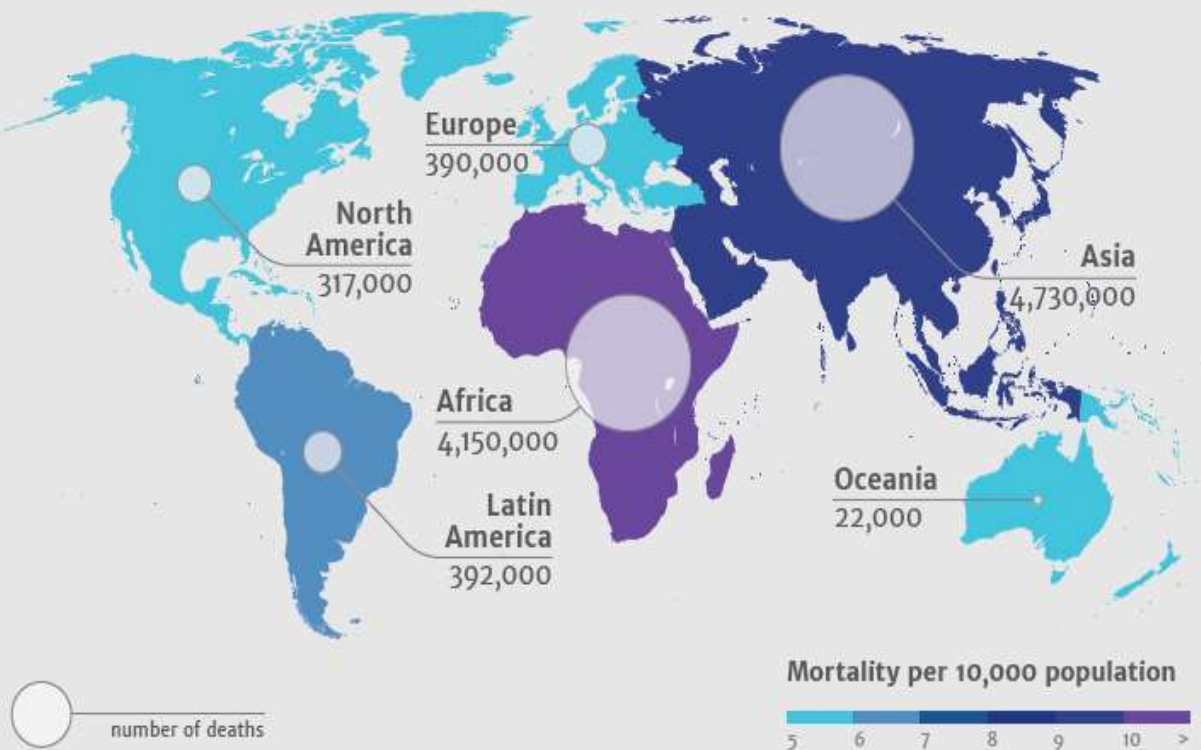 Europe
390,000
North
America
317,000
Asia
4,730,000
Africa
4,150,000
Oceania
22,000
Latin
America
392,000
Mortality per 10,000 population
5 6 7 8 9 10 >
number of deaths